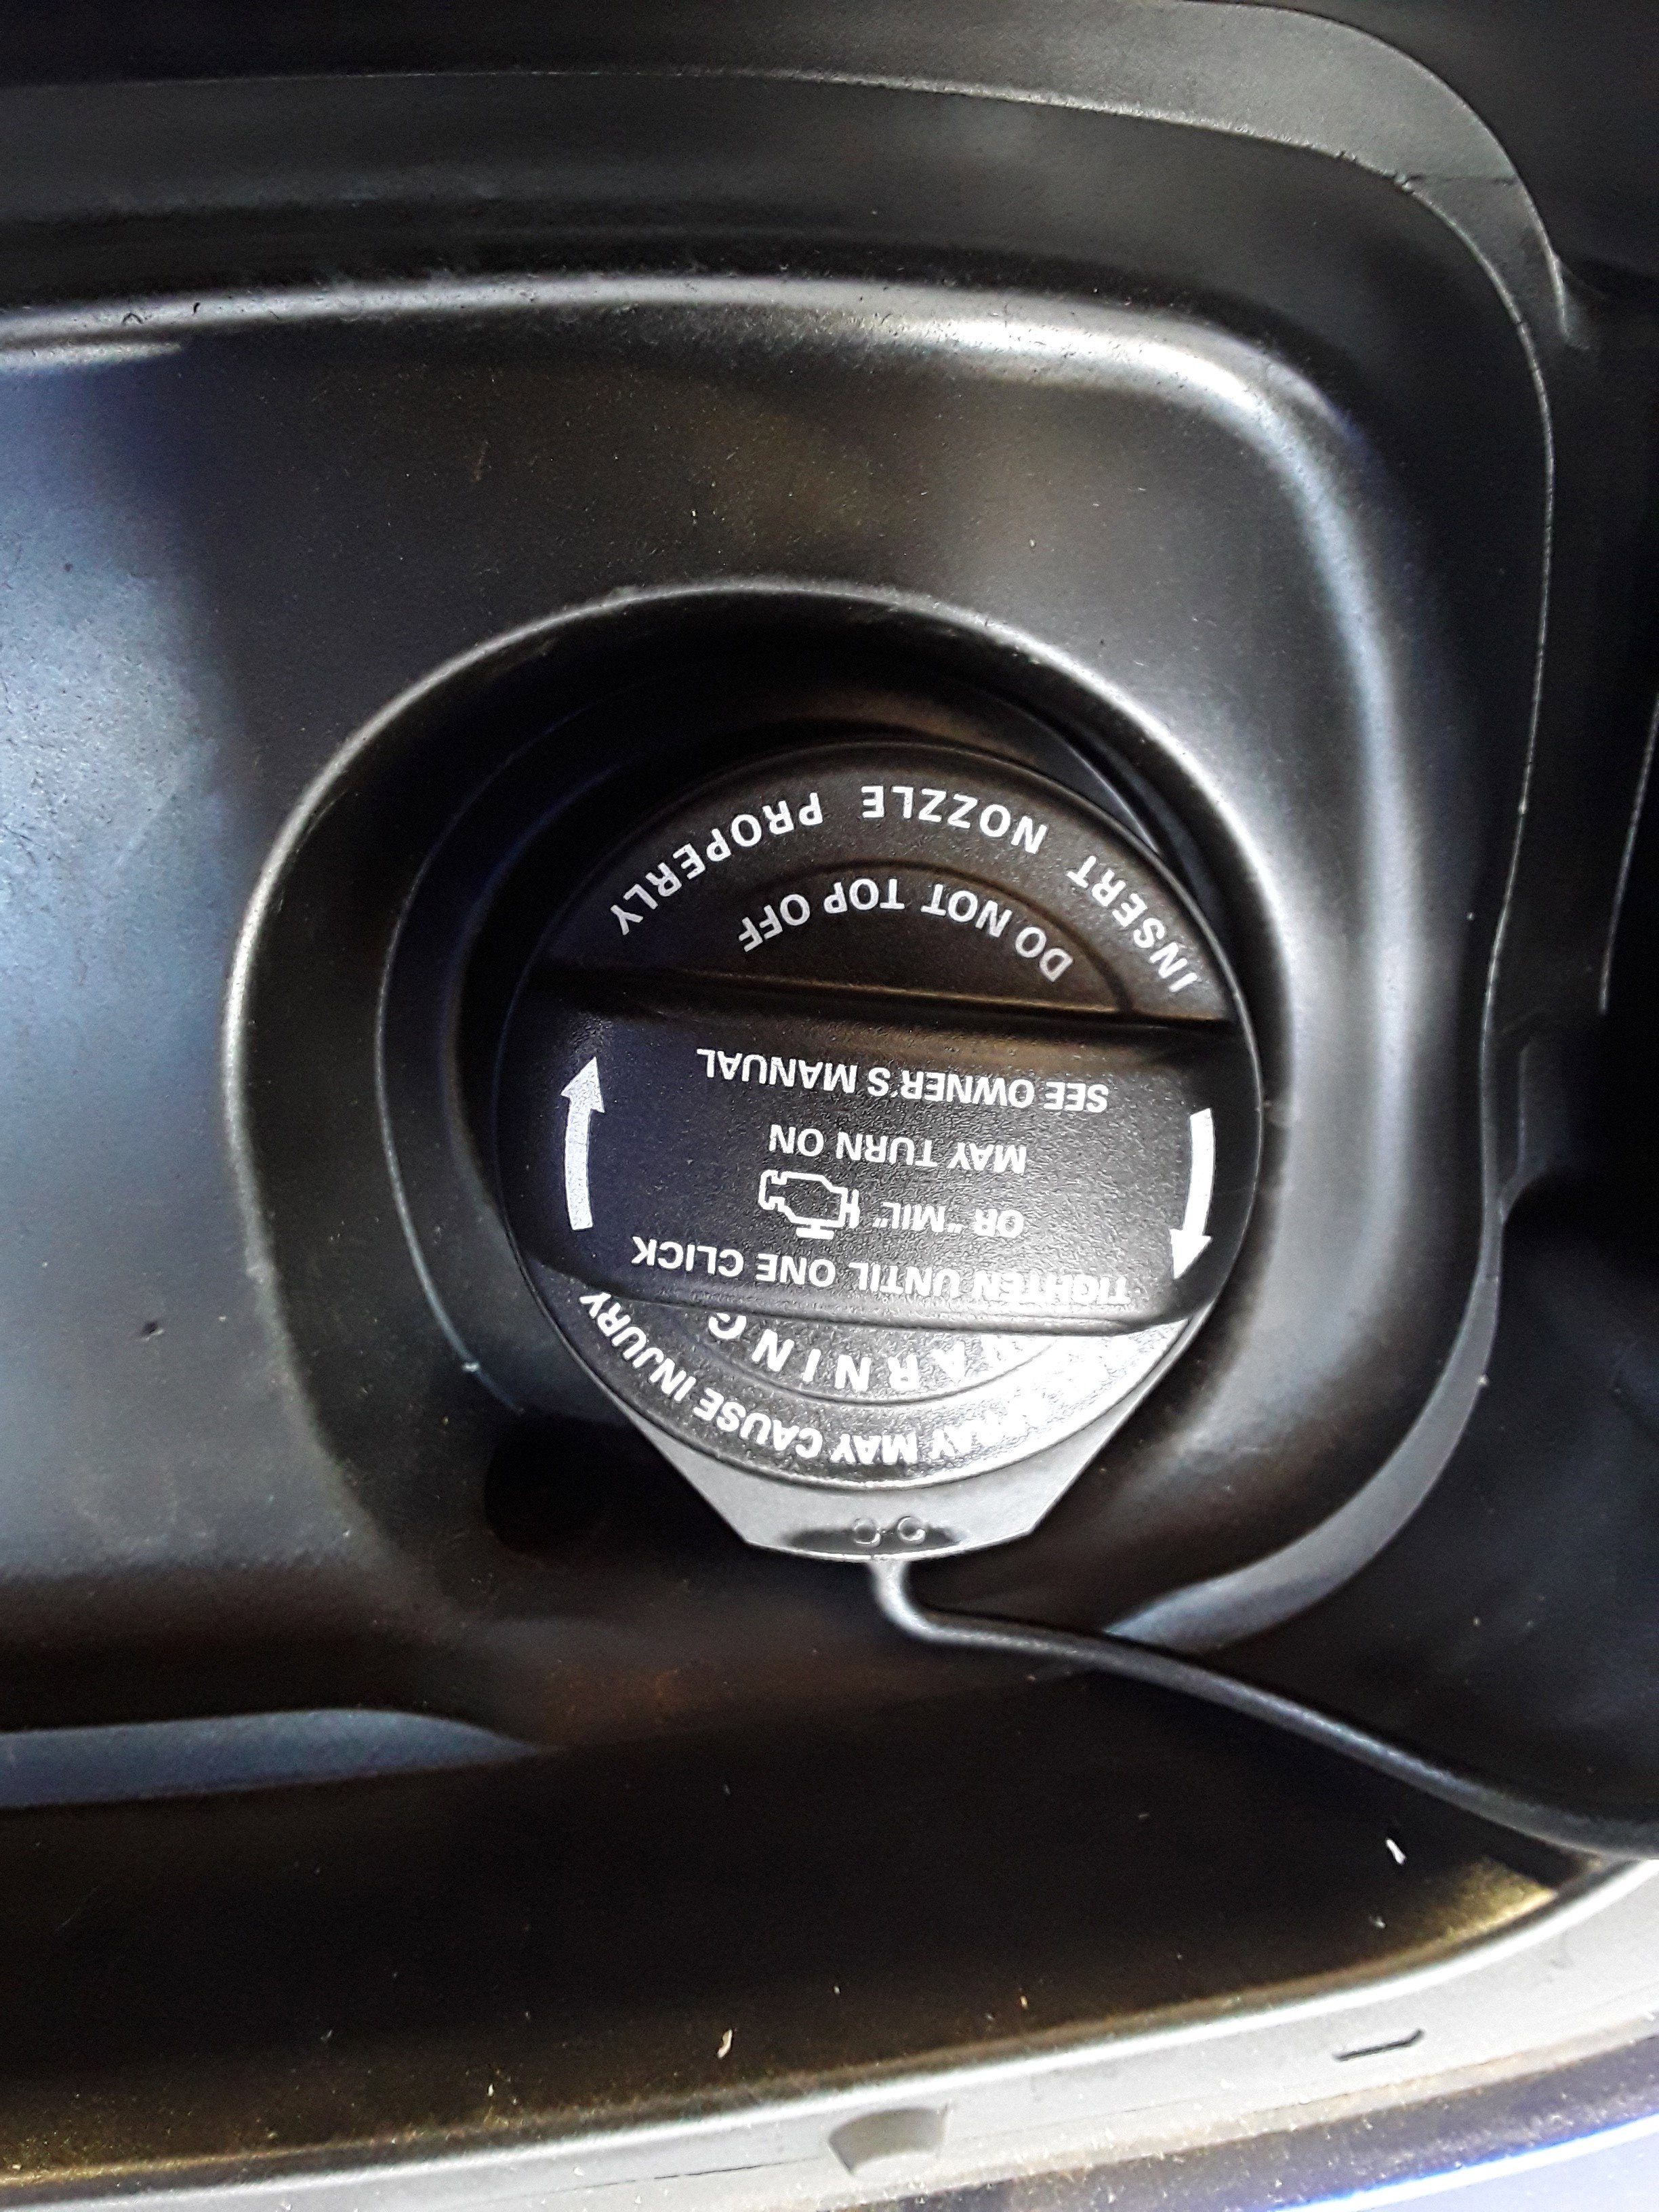 MAY CAUSE INJURY
WARNING
TIGHTEN UNTIL ONE CLICK
OR "MIL"
MAY TURN ON
SEE OWNER'S MANUAL
DO NOT TOP OFF
INSERT NOZZLE PROPERLY